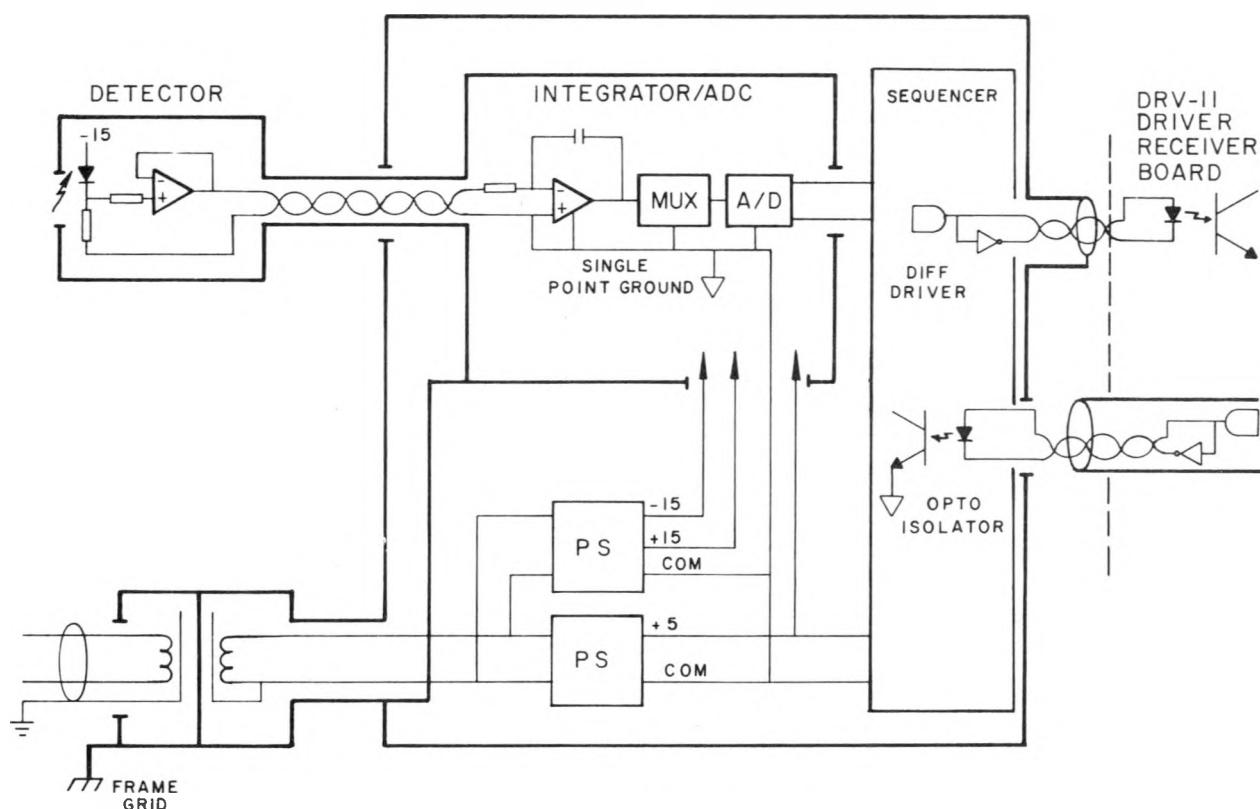 DETECTOR
-15
-
+
INTEGRATOR/ADC
-
+
MUX
A/D
SINGLE
POINT GROUND
SEQUENCER
DIFF
DRIVER
DRV-11
DRIVER
RECEIVER
BOARD
OPTO
ISOLATOR
PS
-15
+15
COM
PS
+5
COM
FRAME
GRID